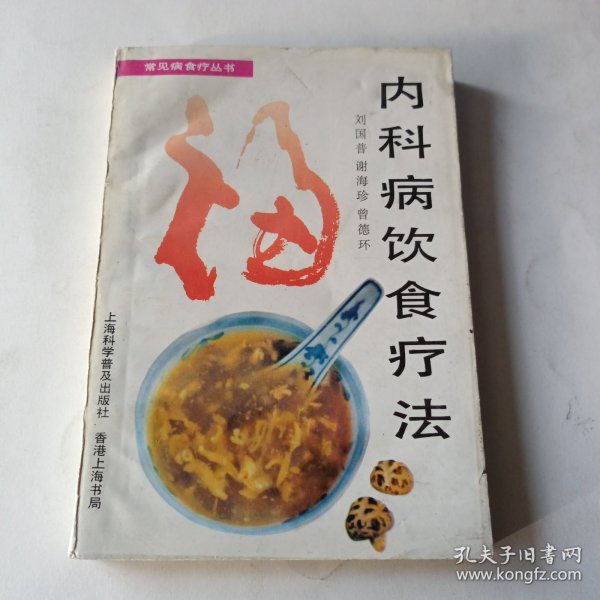 常见病食疗丛书
内科病饮食疗法
刘国普 谢海珍 曾德环
上海科学普及出版社·香港上海书局
孔夫子旧书网
www.kongfz.com